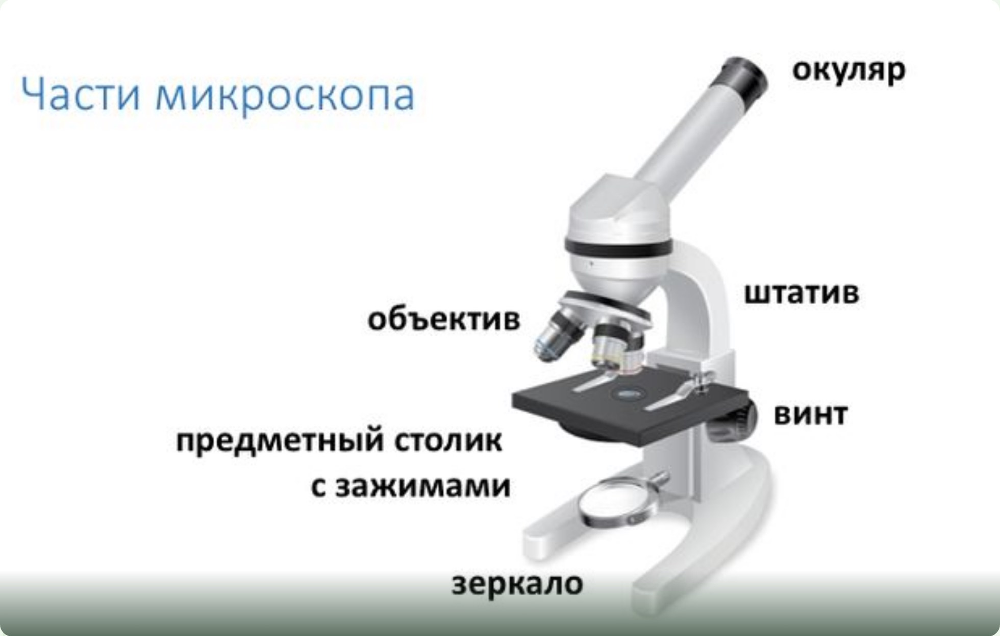 Части микроскопа
окуляр
штатив
объектив
винт
предметный столик
с зажимами
зеркало